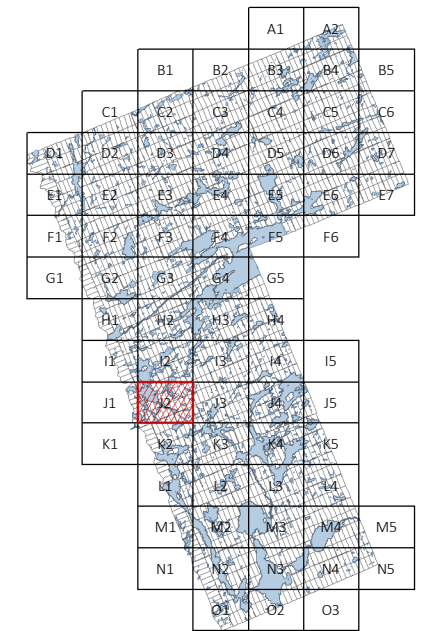 A1 A2
B1 B2 B3 B4 B5
C1 C2 C3 C4 C5 C6
D1 D2 D3 D4 D5 D6 D7
E1 E2 E3 E4 E5 E6 E7
F1 F2 F3 F4 F5 F6
G1 G2 G3 G4 G5
H1 H2 H3 H4
I1 I2 I3 I4 I5
J1 J2 J3 J4 J5
K1 K2 K3 K4 K5
L1 L2 L3 L4
M1 M2 M3 M4 M5
N1 N2 N3 N4 N5
O1 O2 O3